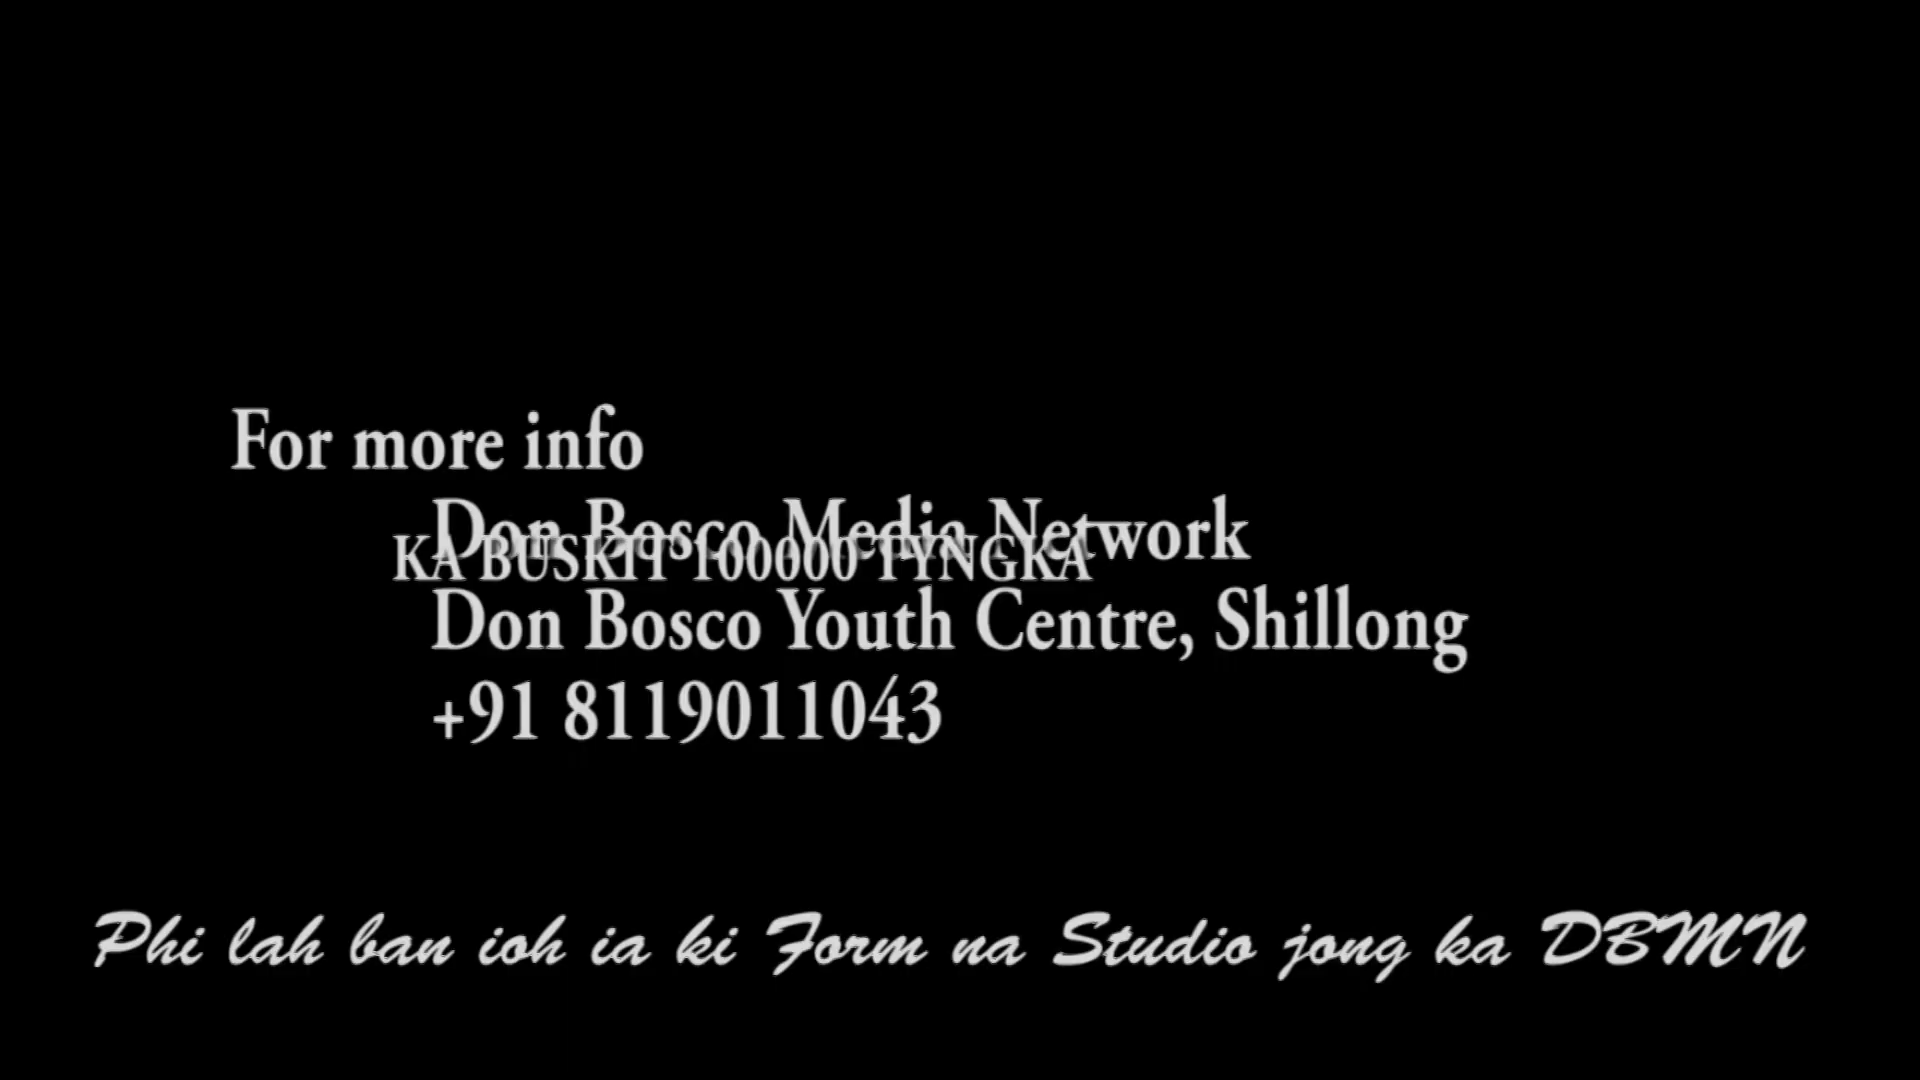 For more info
Don Bosco Media Network
KA BUSKIT 100000 TYNGKA
Don Bosco Youth Centre, Shillong
+91 8119011043
Phi lah ban ioh ia ki Form na Studio jong ka DBMN